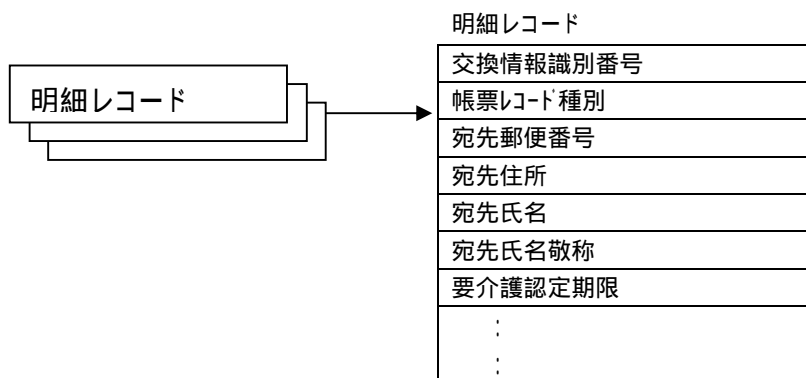 明細レコード
明細レコード
交換情報識別番号
帳票ﾚｺｰﾄﾞ種別
宛先郵便番号
宛先住所
宛先氏名
宛先氏名敬称
要介護認定期限
:
: